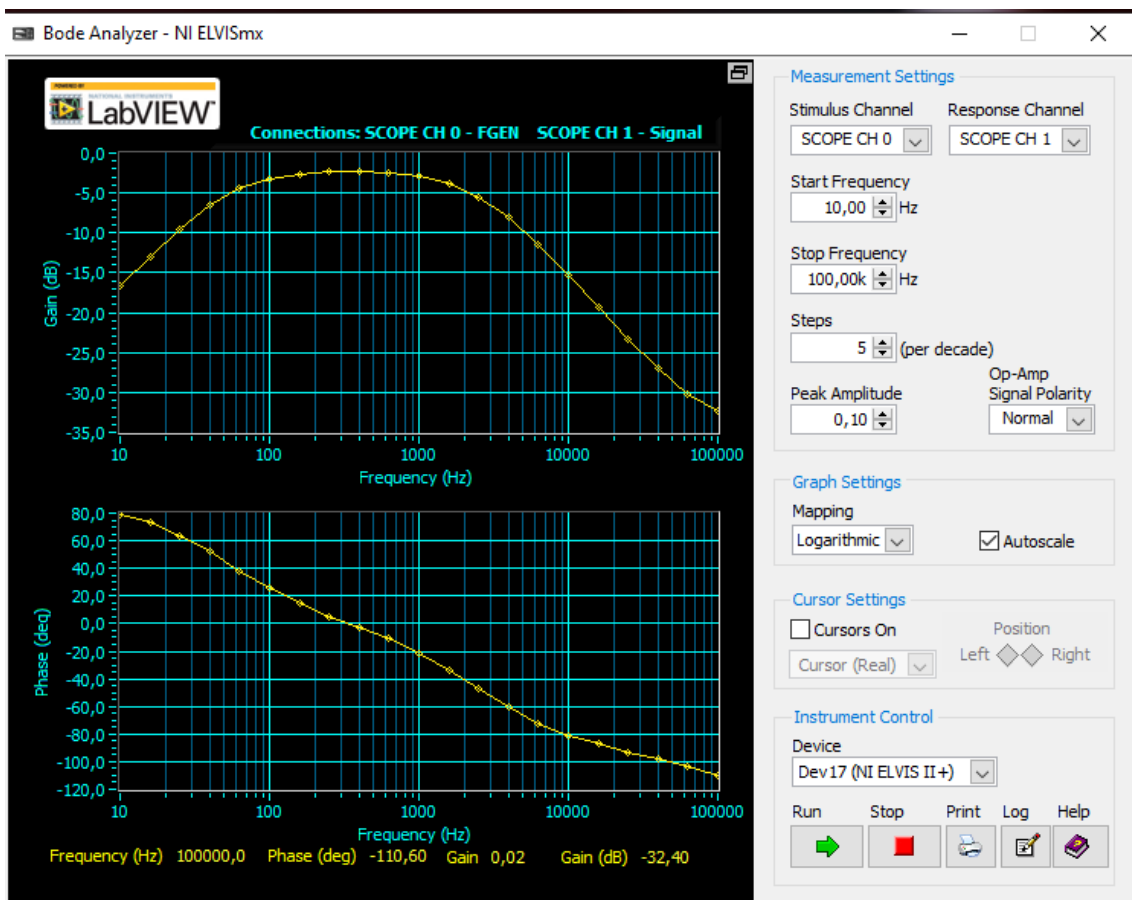 Bode Analyzer - NI ELVISmx
POWERED BY
NATIONAL INSTRUMENTS
LabVIEW™
Connections: SCOPE CH 0 - FGEN SCOPE CH 1 - Signal
0,0
-5,0
-10,0
-15,0
-20,0
-25,0
-30,0
-35,0
Gain (dB)
10 100 1000 10000 100000
Frequency (Hz)
80,0
60,0
40,0
20,0
0,0
-20,0
-40,0
-60,0
-80,0
-100,0
-120,0
Phase (deg)
10 100 1000 10000 100000
Frequency (Hz)
Frequency (Hz) 100000,0 Phase (deg) -110,60 Gain 0,02 Gain (dB) -32,40
Measurement Settings
Stimulus Channel Response Channel
SCOPE CH 0 SCOPE CH 1
Start Frequency
10,00 Hz
Stop Frequency
100,00k Hz
Steps
5 (per decade)
Op-Amp
Peak Amplitude Signal Polarity
0,10 Normal
Graph Settings
Mapping
Logarithmic Autoscale
Cursor Settings
Cursors On Position
Cursor (Real) Left Right
Instrument Control
Device
Dev17 (NI ELVIS II+)
Run Stop Print Log Help